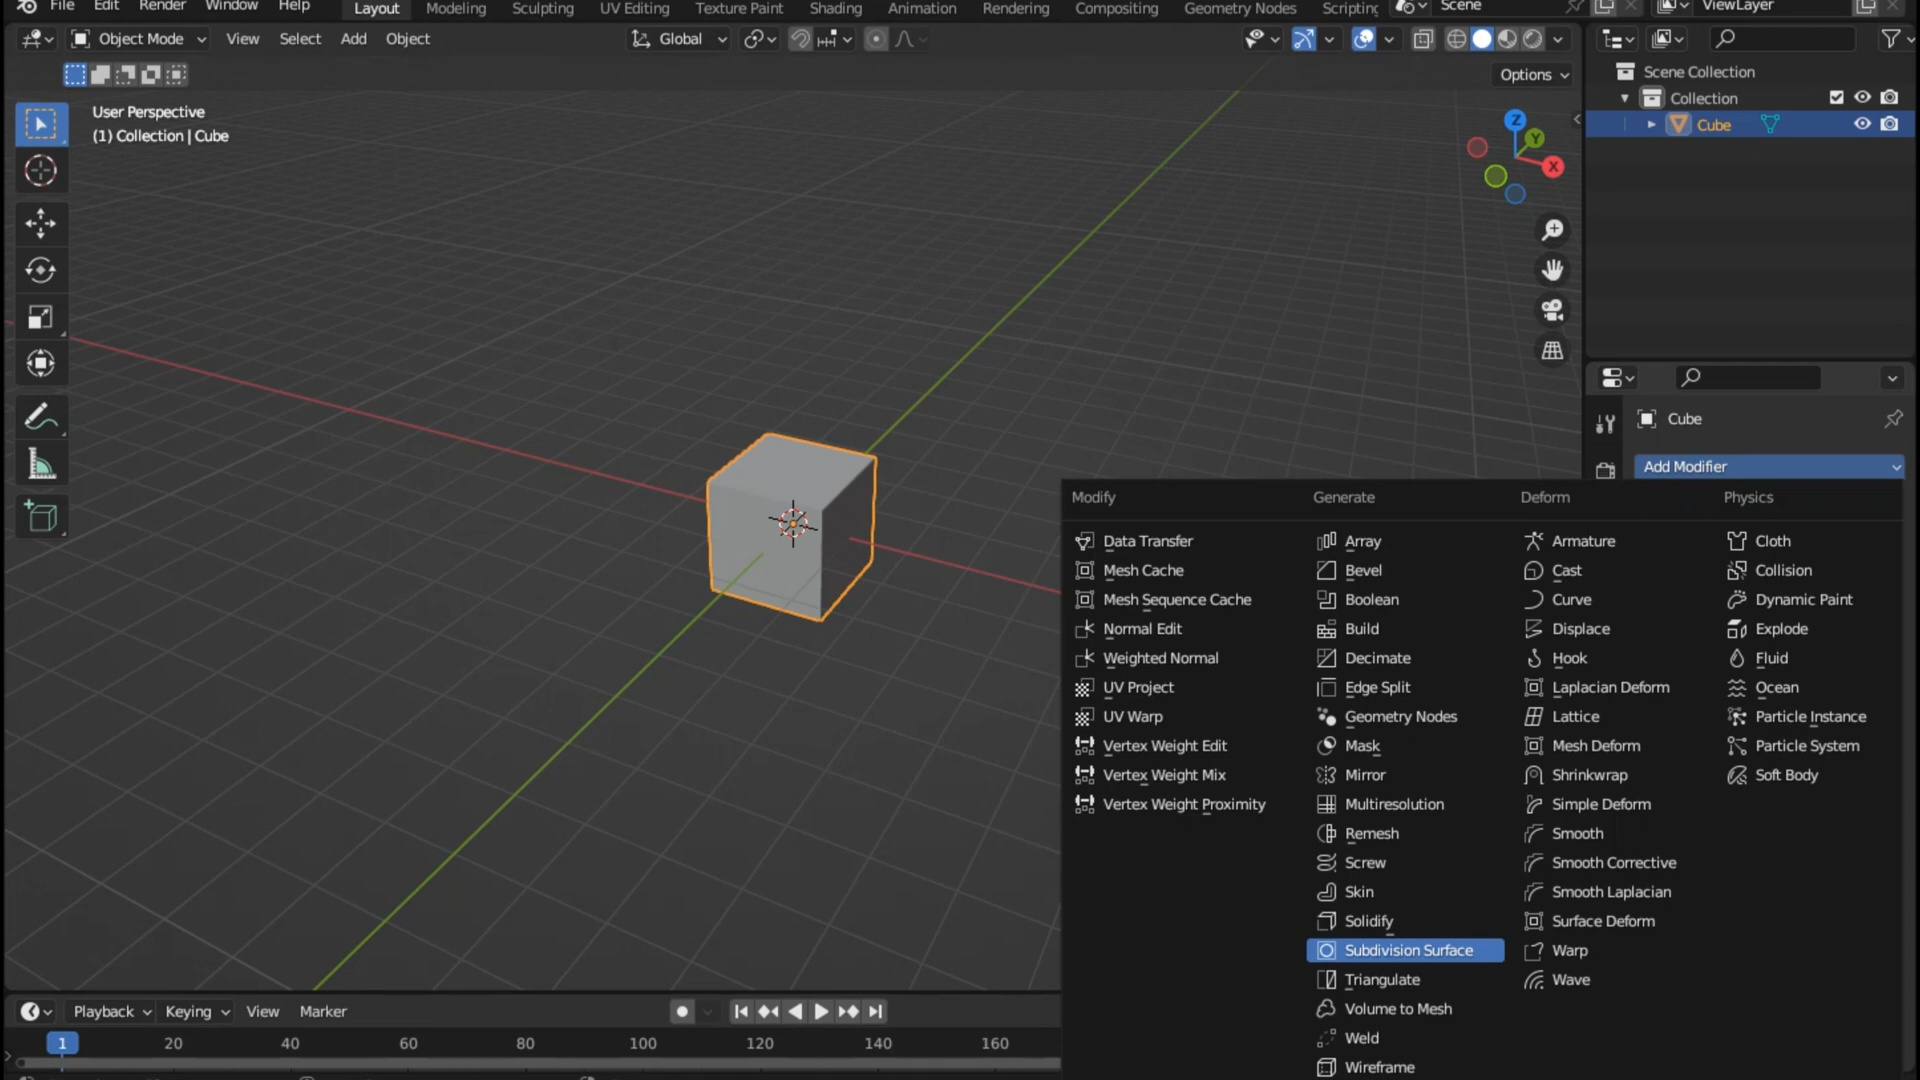 File Edit Render Window Help Layout Modeling Sculpting UV Editing Texture Paint Shading Animation Rendering Compositing Geometry Nodes Scripting Scene ViewLayer
Object Mode View Select Add Object Global
Options
User Perspective
(1) Collection | Cube
Z
Y
X
Scene Collection
Collection
Cube
Cube
Add Modifier
Modify
Data Transfer
Mesh Cache
Mesh Sequence Cache
Normal Edit
Weighted Normal
UV Project
UV Warp
Vertex Weight Edit
Vertex Weight Mix
Vertex Weight Proximity
Generate
Array
Bevel
Boolean
Build
Decimate
Edge Split
Geometry Nodes
Mask
Mirror
Multiresolution
Remesh
Screw
Skin
Solidify
Subdivision Surface
Triangulate
Volume to Mesh
Weld
Wireframe
Deform
Armature
Cast
Curve
Displace
Hook
Laplacian Deform
Lattice
Mesh Deform
Shrinkwrap
Simple Deform
Smooth
Smooth Corrective
Smooth Laplacian
Surface Deform
Warp
Wave
Physics
Cloth
Collision
Dynamic Paint
Explode
Fluid
Ocean
Particle Instance
Particle System
Soft Body
Playback Keying View Marker
1 20 40 60 80 100 120 140 160